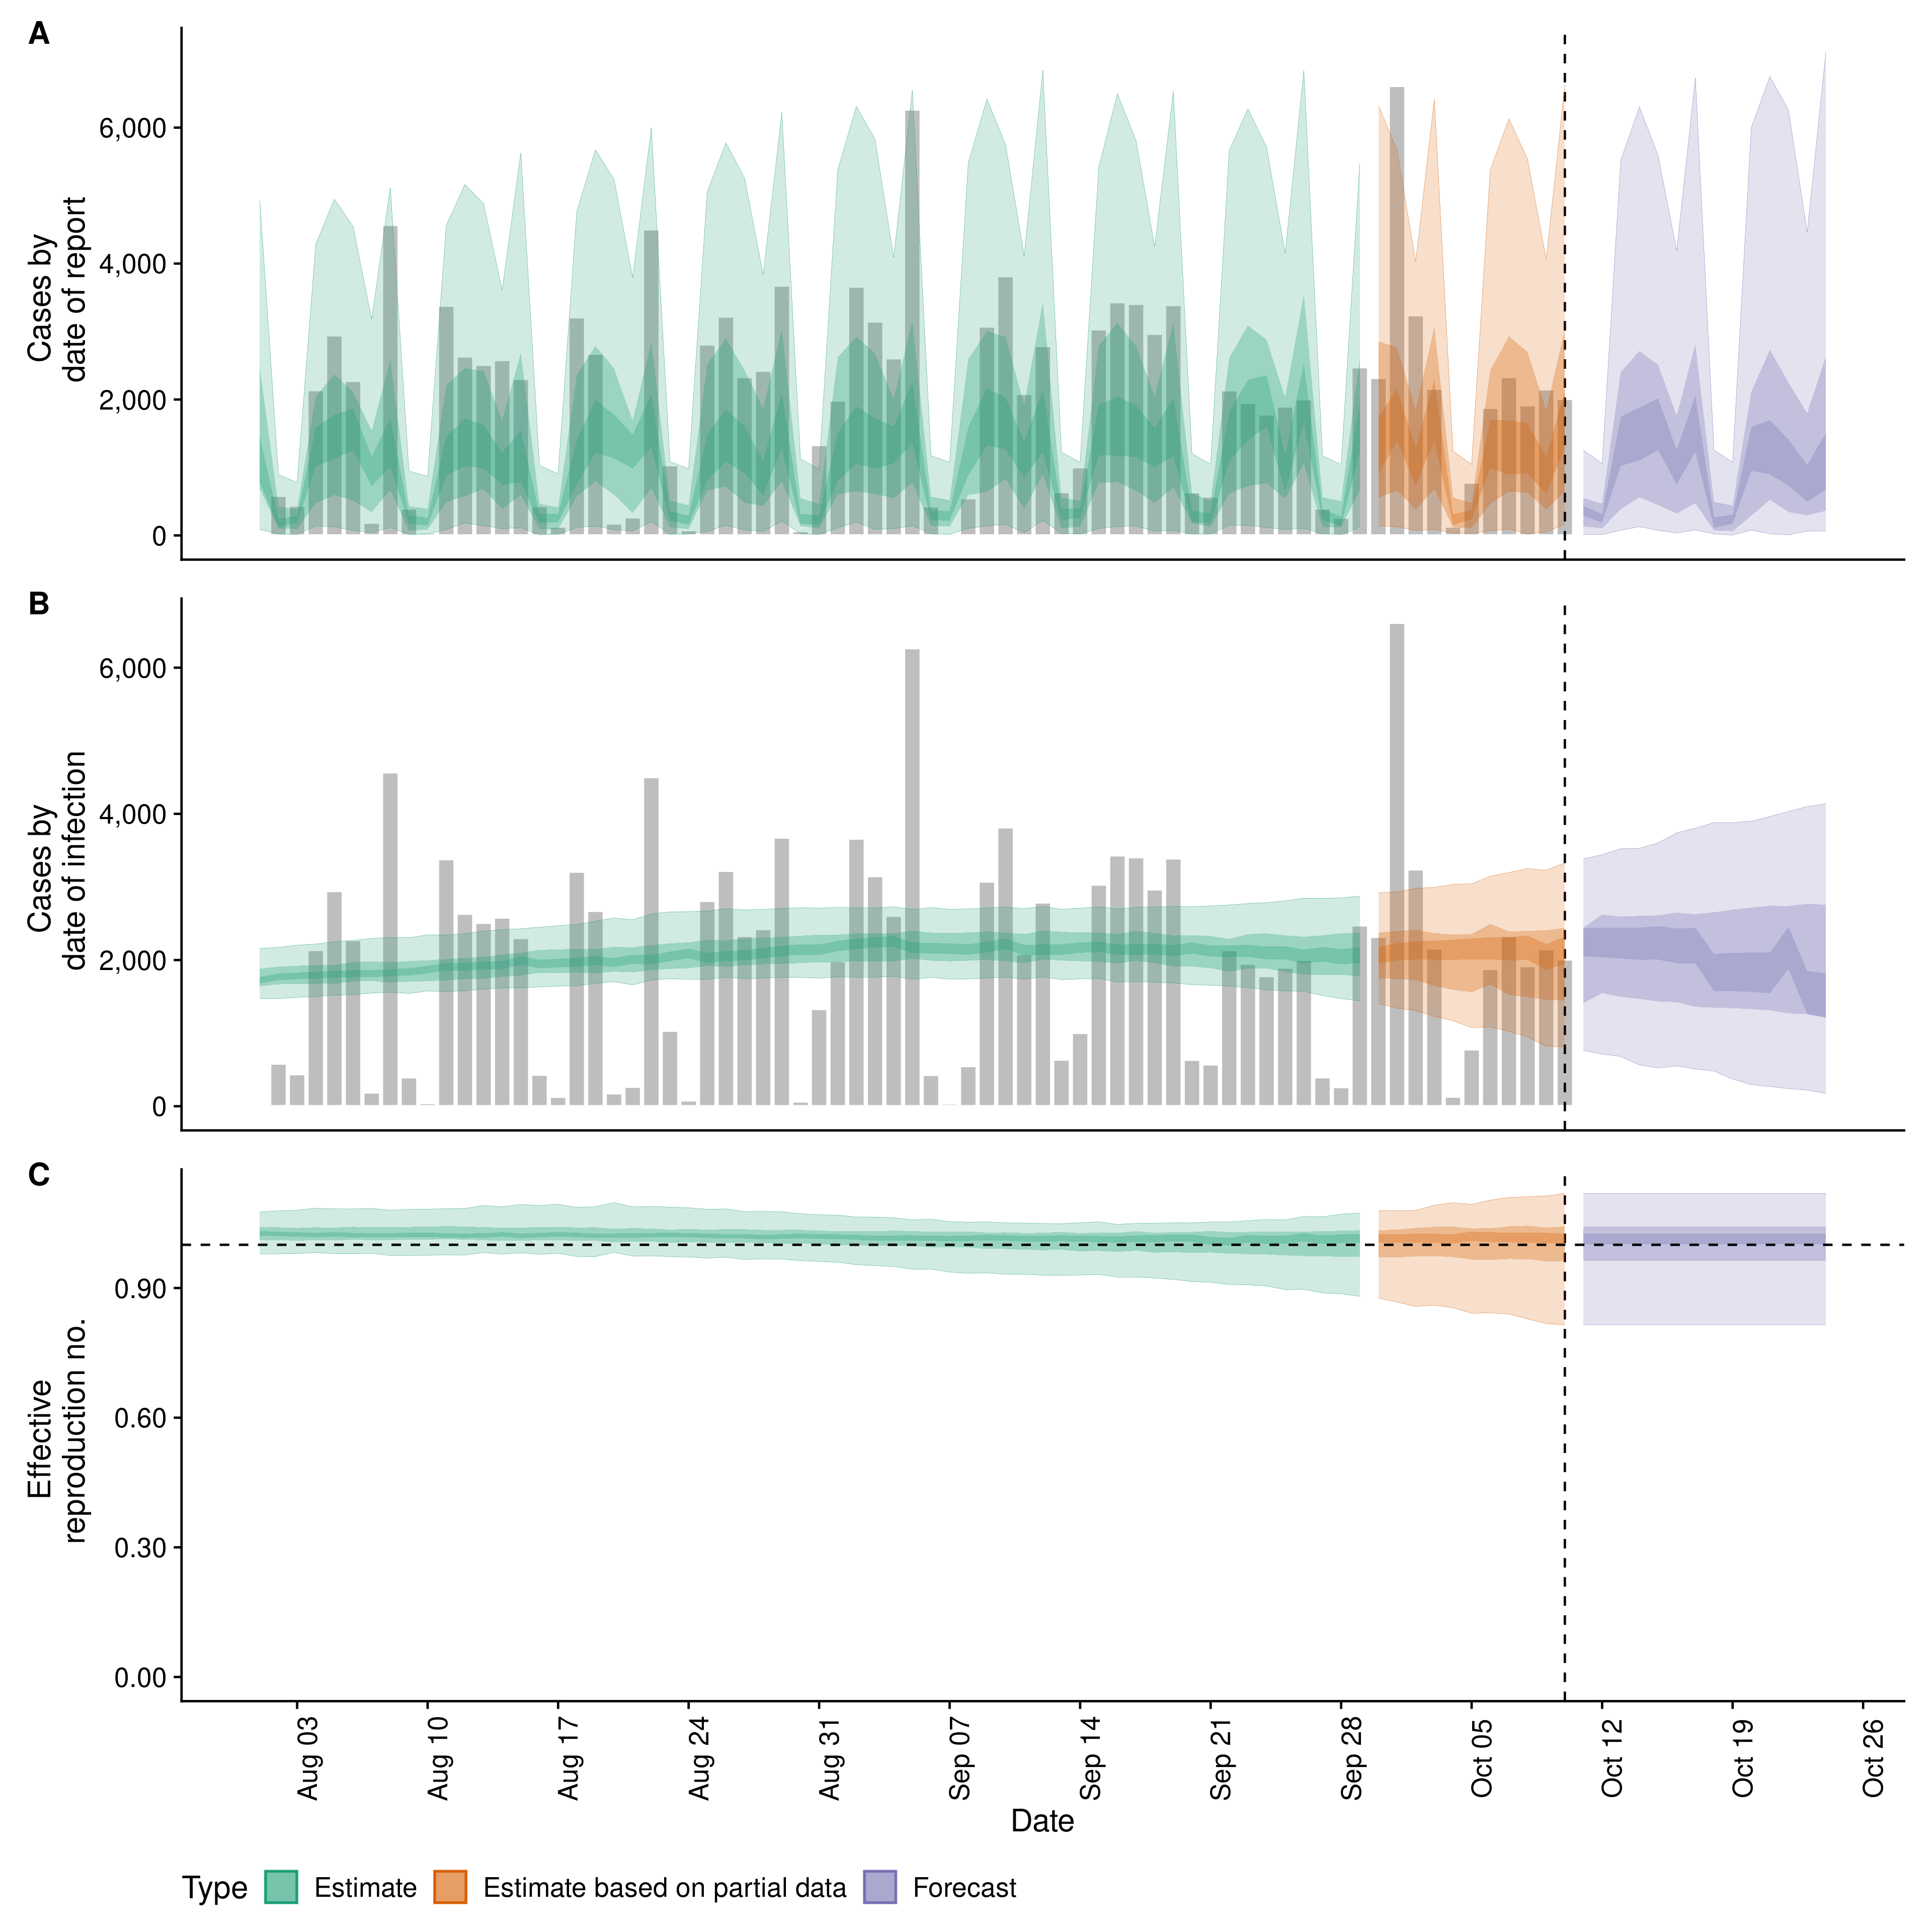 A
Cases by
date of report
6,000
4,000
2,000
0
B
Cases by
date of infection
6,000
4,000
2,000
0
C
Effective
reproduction no.
0.90
0.60
0.30
0.00
Aug 03
Aug 10
Aug 17
Aug 24
Aug 31
Sep 07
Sep 14
Sep 21
Sep 28
Oct 05
Oct 12
Oct 19
Oct 26
Date
Type
Estimate
Estimate based on partial data
Forecast